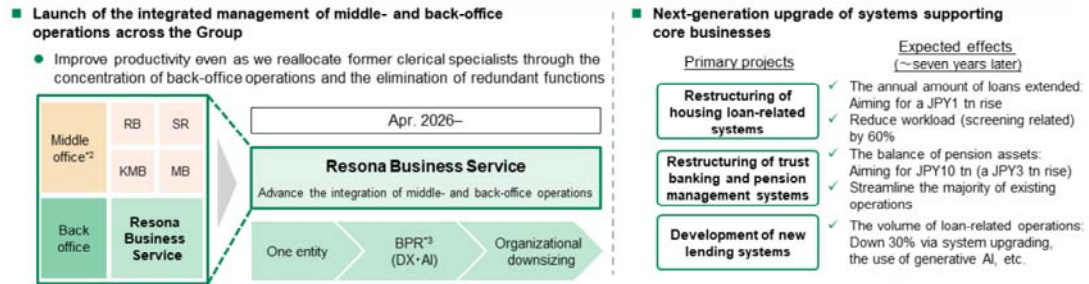 Launch of the integrated management of middle- and back-office
operations across the Group
Improve productivity even as we reallocate former clerical specialists through the
concentration of back-office operations and the elimination of redundant functions
Middle
office*2
RB
SR
KMB
MB
Back
office
Resona
Business
Service
Apr. 2026–
Resona Business Service
Advance the integration of middle- and back-office operations
One entity
BPR*3
(DX・AI)
Organizational
downsizing
Next-generation upgrade of systems supporting
core businesses
Primary projects
Expected effects
(~seven years later)
Restructuring of
housing loan-related
systems
✓ The annual amount of loans extended:
Aiming for a JPY1 tn rise
✓ Reduce workload (screening related)
by 60%
Restructuring of trust
banking and pension
management systems
✓ The balance of pension assets:
Aiming for JPY10 tn (a JPY3 tn rise)
✓ Streamline the majority of existing
operations
Development of new
lending systems
✓ The volume of loan-related operations:
Down 30% via system upgrading,
the use of generative AI, etc.